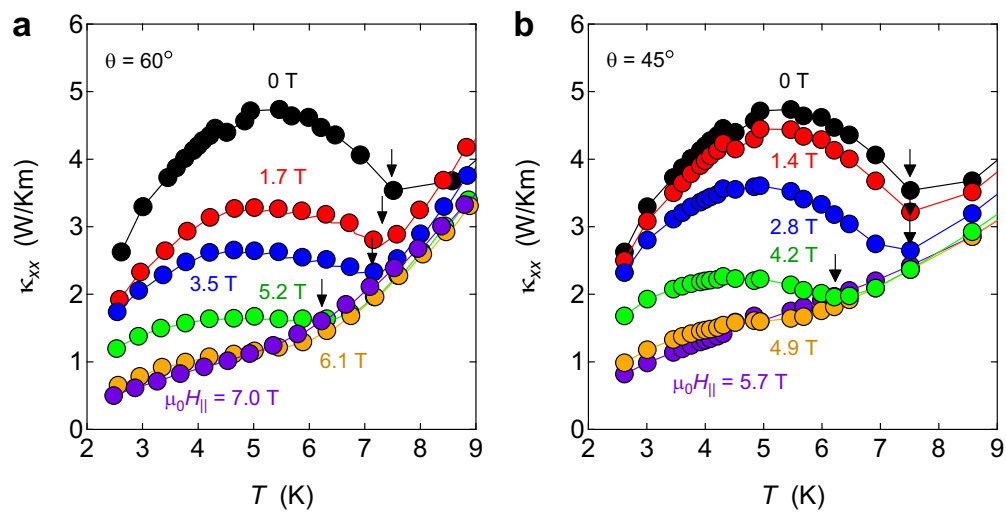 a
θ = 60°
0 T
1.7 T
3.5 T
5.2 T
6.1 T
μ₀H|| = 7.0 T
κxx (W/Km)
6
5
4
3
2
1
0
2 3 4 5 6 7 8 9
T (K)
b
θ = 45°
0 T
1.4 T
2.8 T
4.2 T
4.9 T
μ₀H|| = 5.7 T
κxx (W/Km)
6
5
4
3
2
1
0
2 3 4 5 6 7 8 9
T (K)